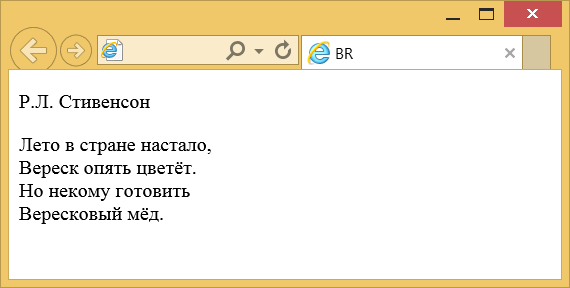 BR
Р.Л. Стивенсон
Лето в стране настало,
Вереск опять цветёт.
Но некому готовить
Вересковый мёд.